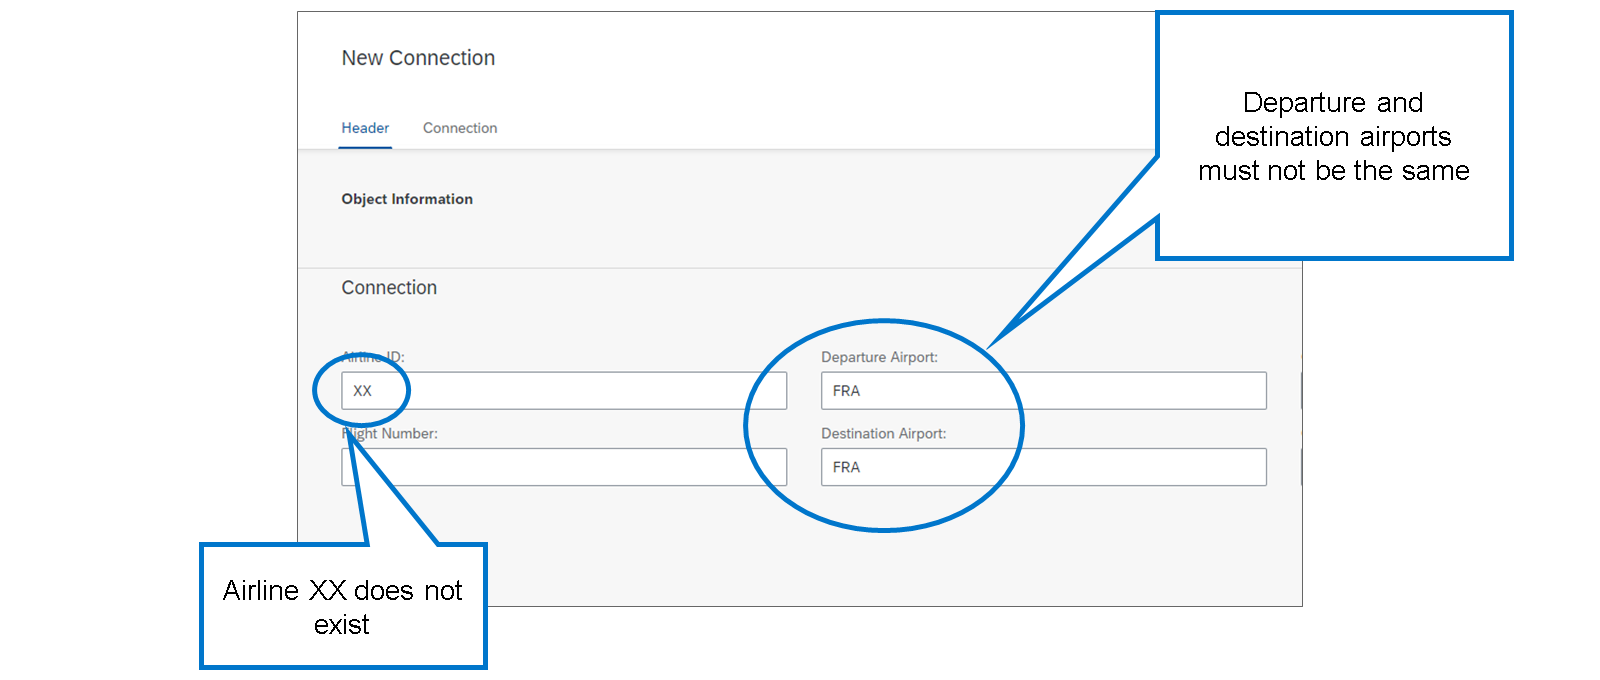 New Connection
Header
Connection
Object Information
Connection
Airline ID:
XX
Flight Number:
Departure Airport:
FRA
Destination Airport:
FRA
Departure and
destination airports
must not be the same
Airline XX does not
exist